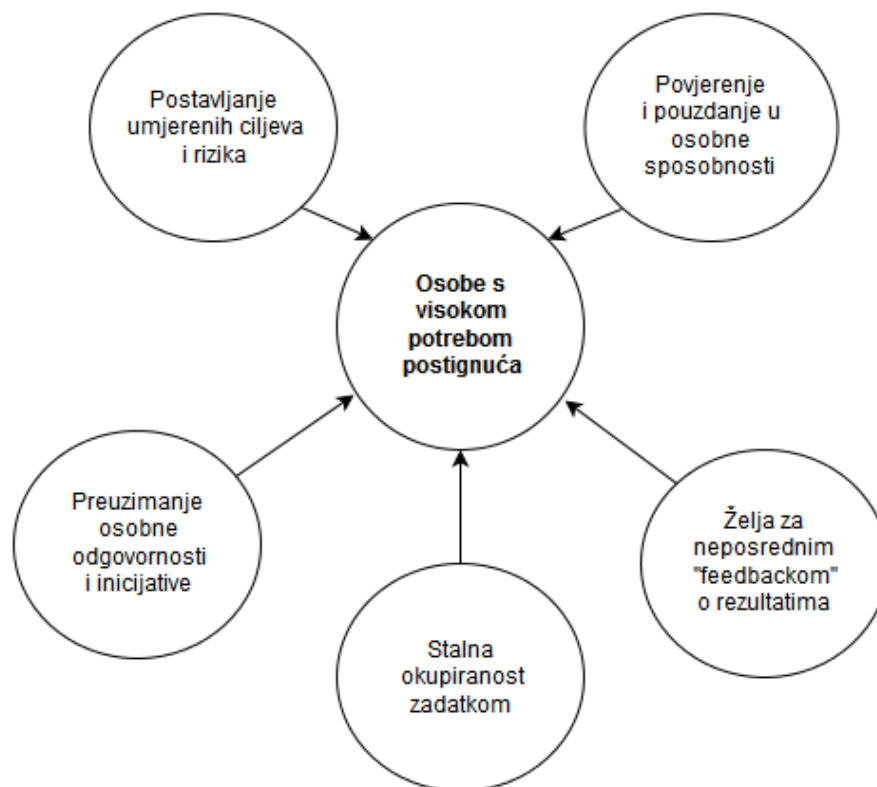 Postavljanje
umjerenih ciljeva
i rizika
Povjerenje
i pouzdanje u
osobne
sposobnosti
Osobe s
visokom
potrebom
postignuća
Preuzimanje
osobne
odgovornosti
i inicijative
Stalna
okupiranost
zadatkom
Želja za
neposrednim
"feedbackom"
o rezultatima